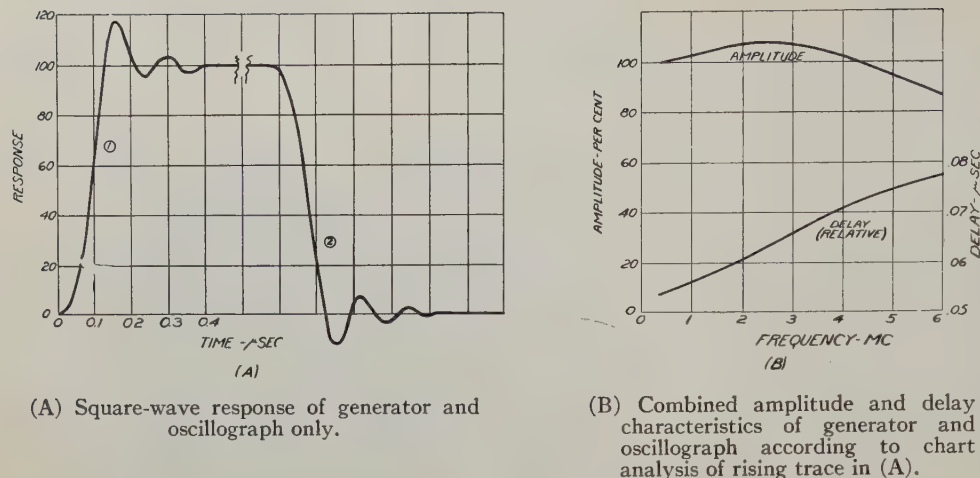 120
100
80
60
40
20
0
RESPONSE
①
②
0 0.1 0.2 0.3 0.4
TIME - μSEC
(A)
(A) Square-wave response of generator and
oscillograph only.
100
80
60
40
20
0
AMPLITUDE - PER CENT
AMPLITUDE
DELAY
(RELATIVE)
.08
.07
.06
.05
DELAY - μSEC
1 2 3 4 5 6
FREQUENCY - MC
(B)
(B) Combined amplitude and delay
characteristics of generator and
oscillograph according to chart
analysis of rising trace in (A).